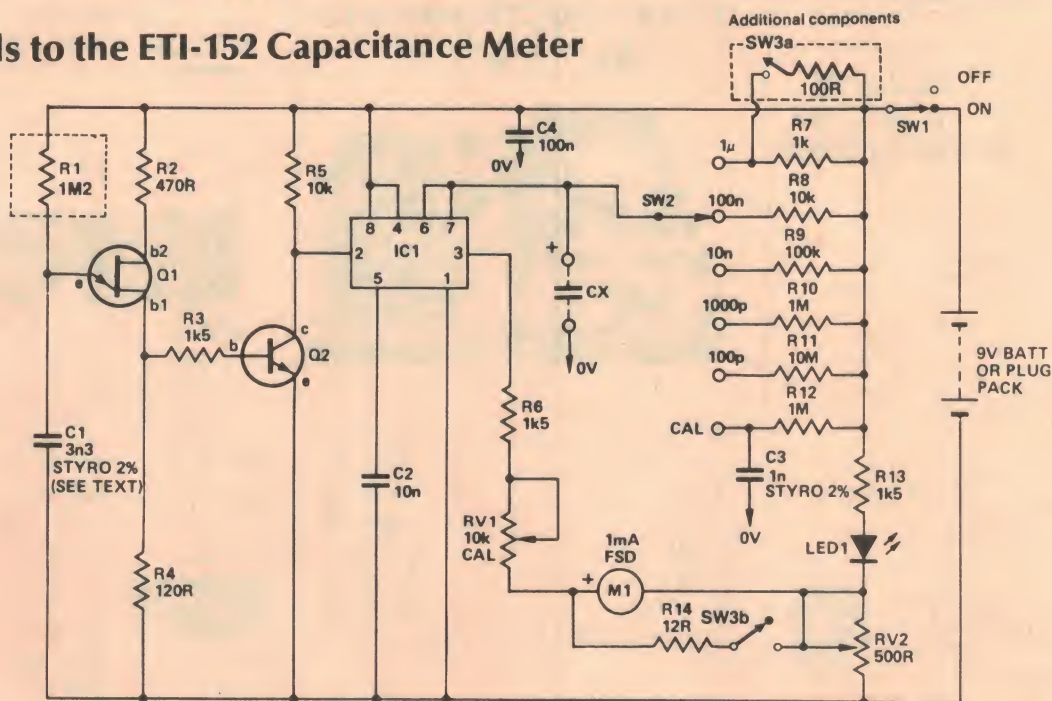 ls to the ETI-152 Capacitance Meter
Additional components
SW3a
100R
OFF
ON
SW1
R1
1M2
R2
470R
R5
10k
C4
100n
0V
1µ
R7
1k
100n
R8
10k
SW2
10n
R9
100k
1000p
R10
1M
100p
R11
10M
CAL
R12
1M
8
4
6
7
2
IC1
3
5
1
b2
e
Q1
b1
R3
1k5
b
c
Q2
e
+
CX
0V
9V BATT
OR PLUG
PACK
C1
3n3
STYRO 2%
(SEE TEXT)
R6
1k5
C2
10n
C3
1n
STYRO 2%
0V
R13
1k5
LED1
RV1
10k
CAL
1mA
FSD
+
M1
R14
12R
SW3b
R4
120R
RV2
500R